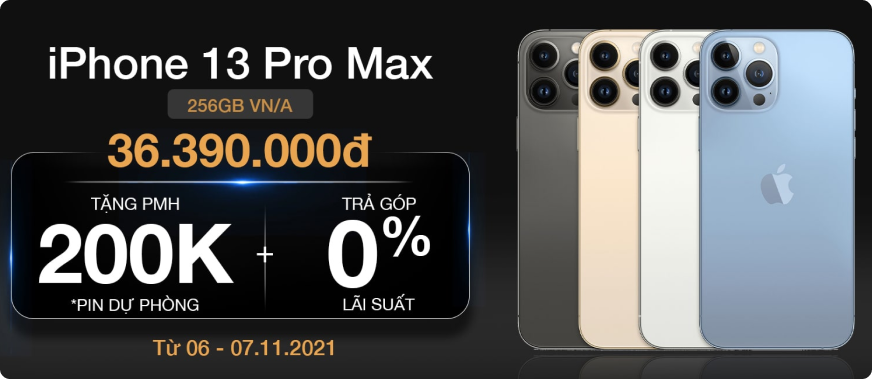 iPhone 13 Pro Max
256GB VN/A
36.390.000đ
TẶNG PMH
200K
*PIN DỰ PHÒNG
+
TRẢ GÓP
0%
LÃI SUẤT
Từ 06 - 07.11.2021